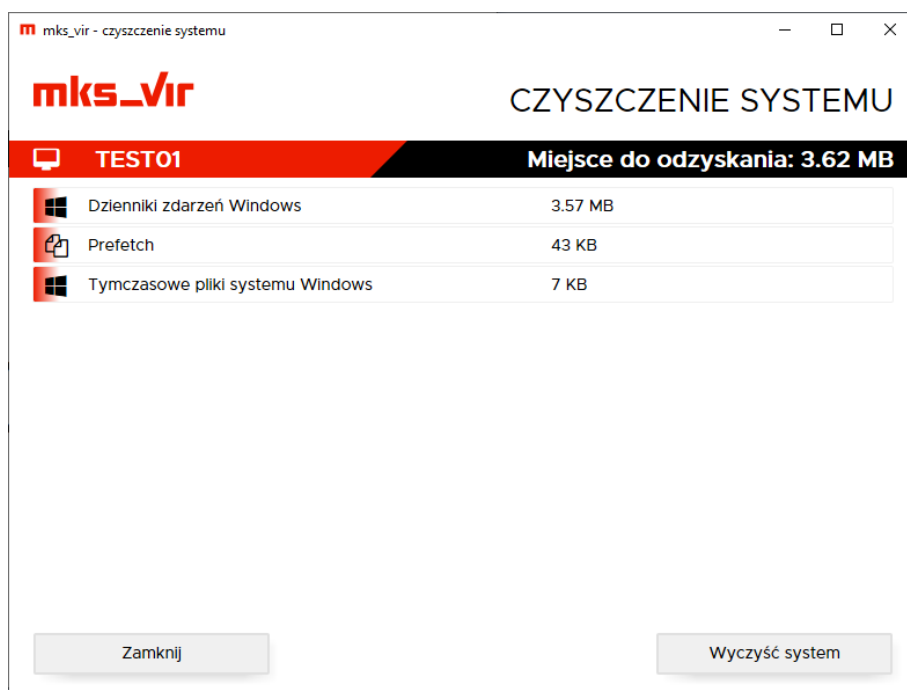 mks_vir - czyszczenie systemu
mks_vir
CZYSZCZENIE SYSTEMU
TEST01 Miejsce do odzyskania: 3.62 MB
Dzienniki zdarzeń Windows 3.57 MB
Prefetch 43 KB
Tymczasowe pliki systemu Windows 7 KB
Zamknij Wyczyść system